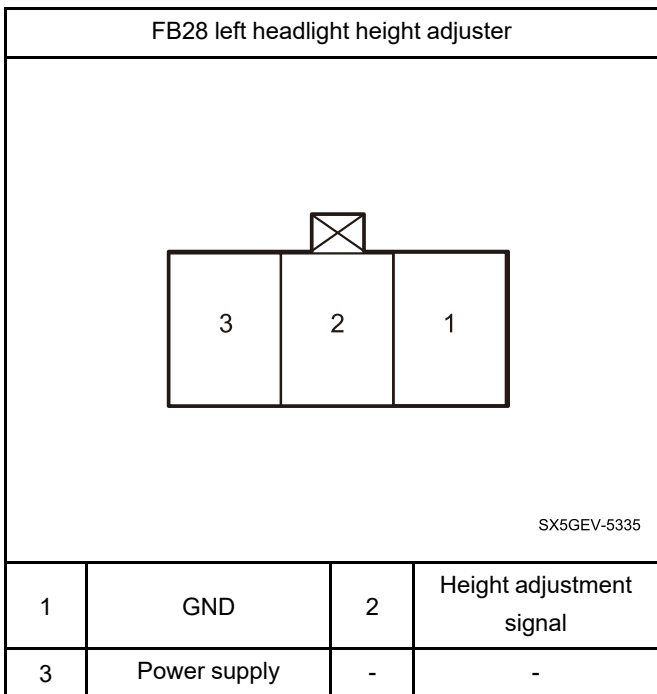 FB28 left headlight height adjuster
3 2 1
SX5GEV-5335
1 GND 2 Height adjustment
signal
3 Power supply - -